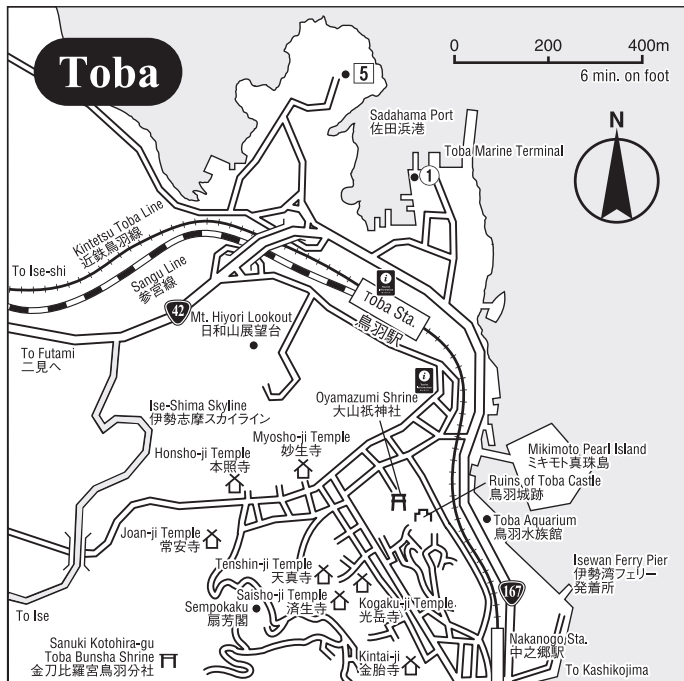 Toba
0 200 400m
6 min. on foot
5
Sadahama Port
佐田浜港
N
Toba Marine Terminal
1
Kintetsu Toba Line
近鉄鳥羽線
To Ise-shi
Sangu Line
参宮線
i
Toba Sta.
鳥羽駅
42
Mt. Hiyori Lookout
日和山展望台
To Futami
二見へ
i
Oyamazumi Shrine
大山祇神社
Ise-Shima Skyline
伊勢志摩スカイライン
Myosho-ji Temple
妙生寺
Honsho-ji Temple
本照寺
Mikimoto Pearl Island
ミキモト真珠島
Ruins of Toba Castle
鳥羽城跡
Toba Aquarium
鳥羽水族館
Joan-ji Temple
常安寺
Tenshin-ji Temple
天真寺
Isewan Ferry Pier
伊勢湾フェリー
発着所
Saisho-ji Temple
済生寺
167
Kogaku-ji Temple
光岳寺
To Ise
Sempokaku
扇芳閣
Nakanogo Sta.
中之郷駅
Sanuki Kotohira-gu
Toba Bunsha Shrine
金刀比羅宮鳥羽分社
Kintai-ji
金胎寺
To Kashikojima